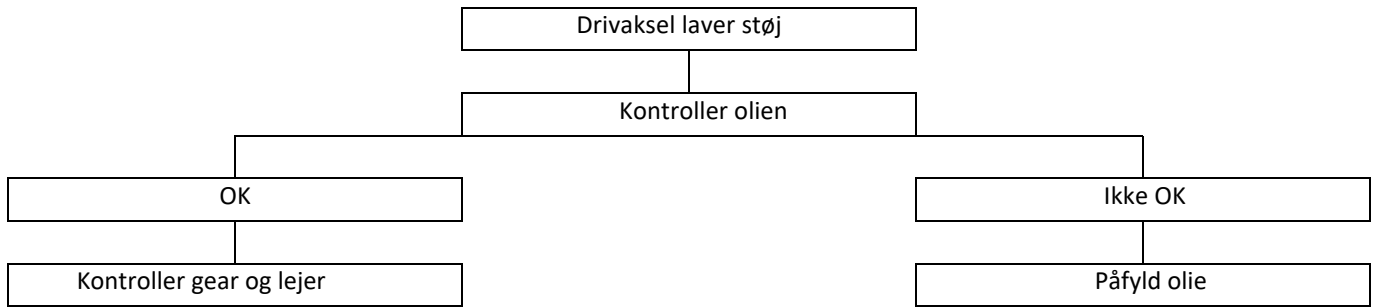 Drivaksel laver støj
Kontroller olien
OK
Ikke OK
Kontroller gear og lejer
Påfyld olie